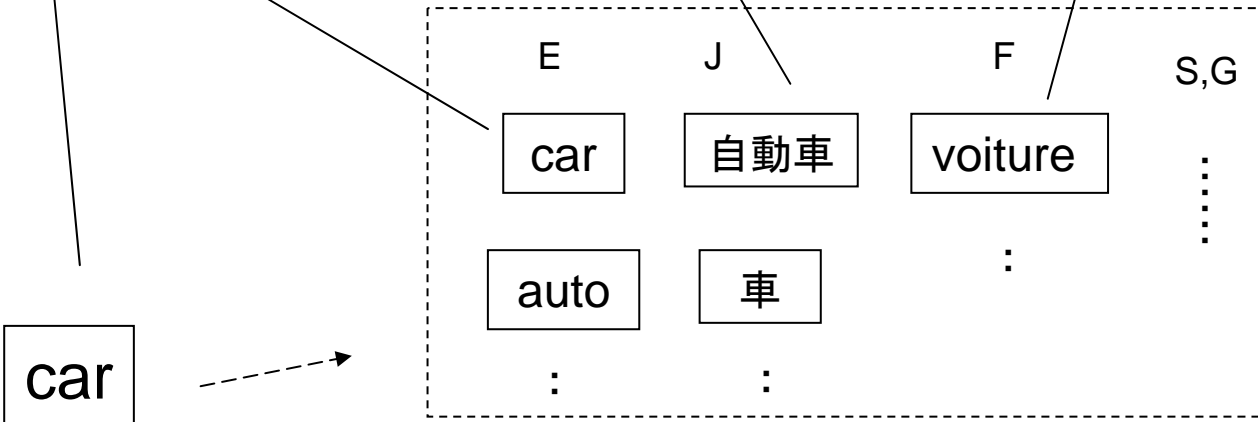 E J F S,G
car 自動車 voiture
auto 車 :
: :
car